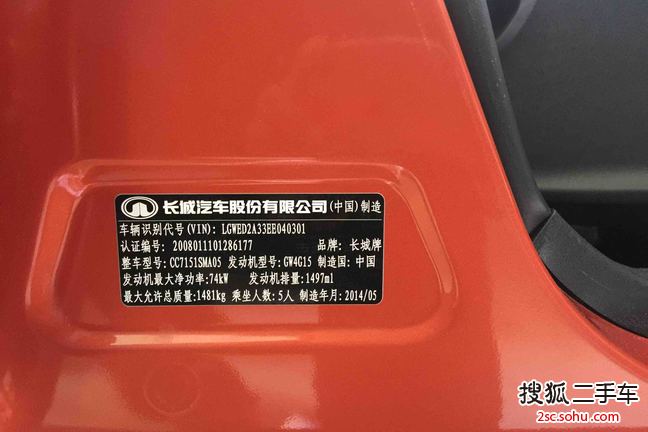 长城汽车股份有限公司(中国)制造
车辆识别代号(VIN): LGWED2A33EE040301
认证编号: 2008011101286177 品牌: 长城牌
整车型号:CC7151SMA05 发动机型号:GW4G15 制造国:中国
发动机最大净功率:74kW 发动机排量:1497ml
最大允许总质量:1481kg 乘坐人数:5人 制造年月:2014/05
搜狐二手车
2sc.sohu.com